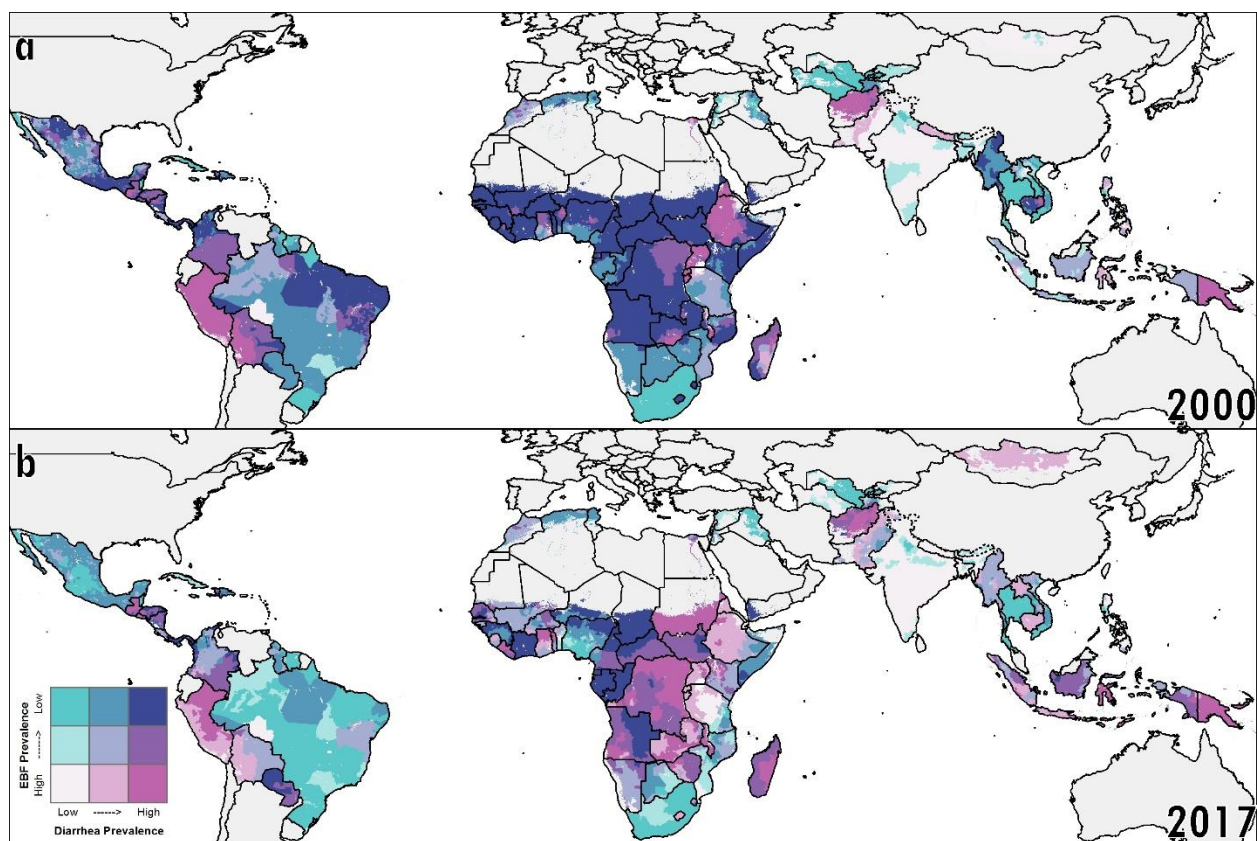 a
2000
b
EBF Prevalence
Low
------>
High
Low ------> High
Diarrhea Prevalence
2017